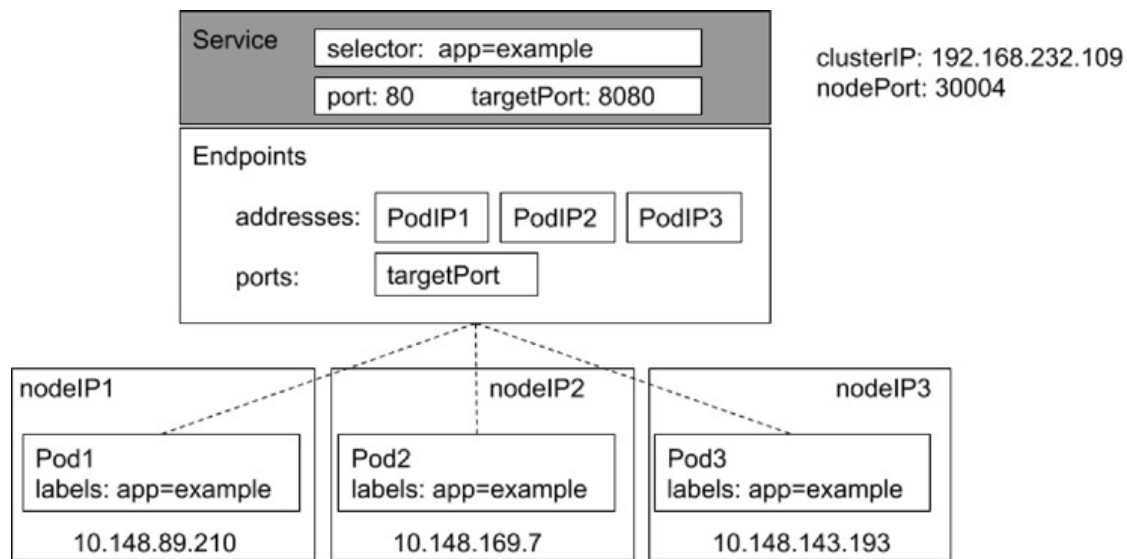 Service
selector: app=example
port: 80 targetPort: 8080
clusterIP: 192.168.232.109
nodePort: 30004
Endpoints
addresses: PodIP1 PodIP2 PodIP3
ports: targetPort
nodeIP1
Pod1
labels: app=example
10.148.89.210
nodeIP2
Pod2
labels: app=example
10.148.169.7
nodeIP3
Pod3
labels: app=example
10.148.143.193